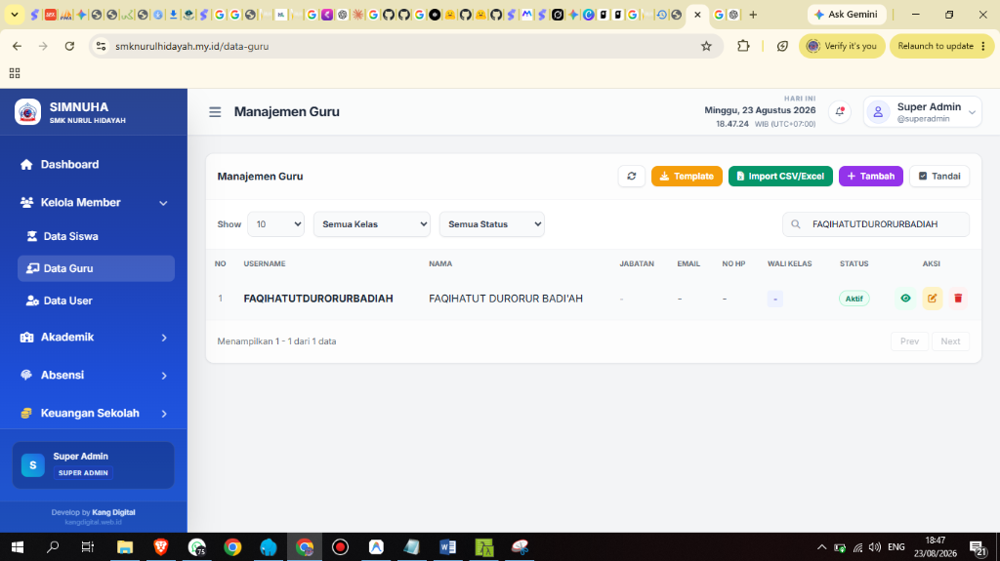 Ask Gemini
smknurulhidayah.my.id/data-guru
Verify it's you
Relaunch to update
SIMNUHA
SMK NURUL HIDAYAH
Manajemen Guru
HARI INI
Minggu, 23 Agustus 2026
18.47.24 WIB (UTC+07:00)
Super Admin
@superadmin
Dashboard
Kelola Member
Data Siswa
Data Guru
Data User
Akademik
Absensi
Keuangan Sekolah
S
Super Admin
SUPER ADMIN
Develop by Kang Digital
kangdigital.web.id
Manajemen Guru
Template
Import CSV/Excel
+ Tambah
Tandai
Show 10 Semua Kelas Semua Status FAQIHATUTDURORURBADIAH
NO USERNAME NAMA JABATAN EMAIL NO HP WALI KELAS STATUS AKSI
1 FAQIHATUTDURORURBADIAH FAQIHATUT DURORUR BADI'AH - - - - Aktif
Menampilkan 1 - 1 dari 1 data
Prev Next
75
ENG
18:47
23/08/2026
21